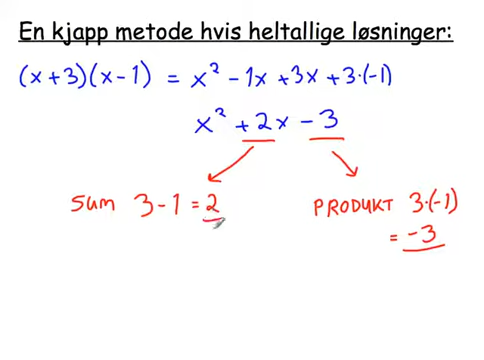 En kjapp metode hvis heltallige løsninger:
(x+3)(x-1) = x² - 1x + 3x + 3·(-1)
x² + 2x - 3
SUM 3-1 = 2
PRODUKT 3·(-1)
= -3